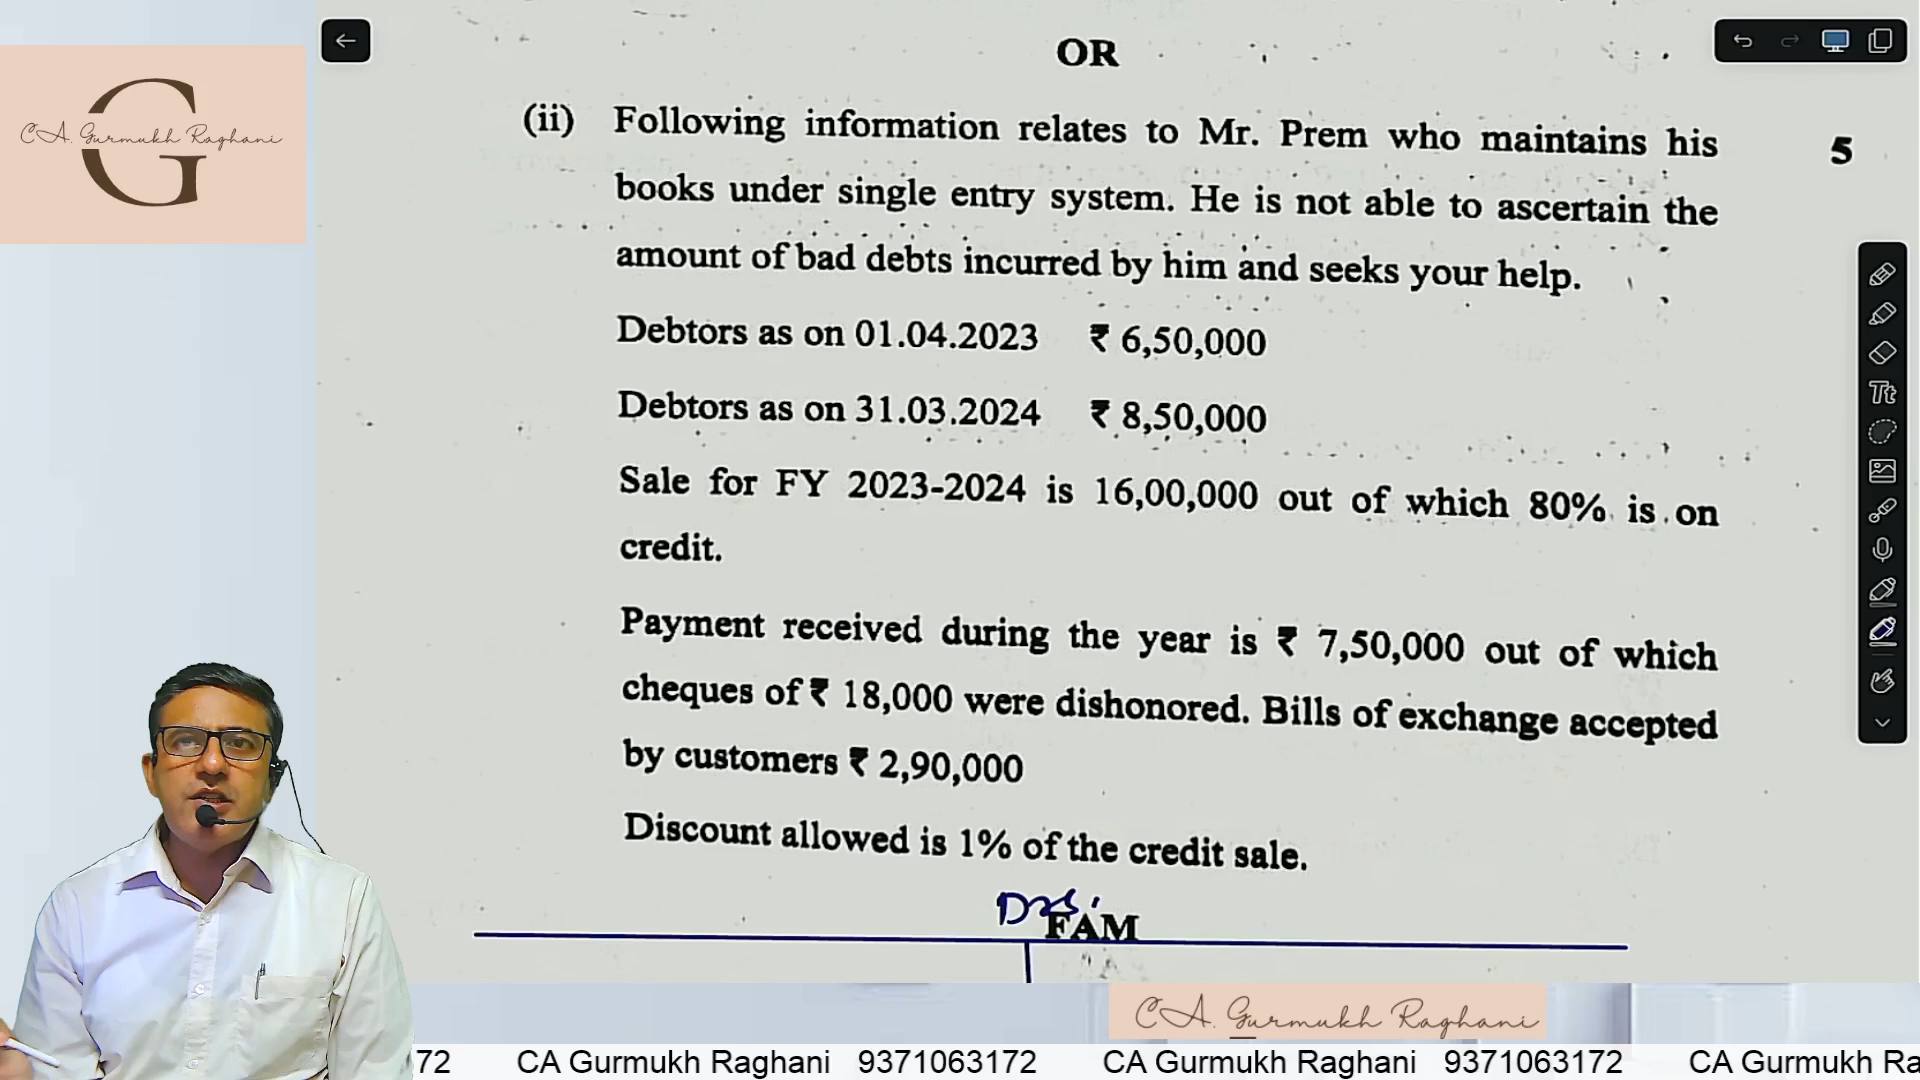 OR
(ii) Following information relates to Mr. Prem who maintains his 5
books under single entry system. He is not able to ascertain the
amount of bad debts incurred by him and seeks your help.
Debtors as on 01.04.2023 ₹ 6,50,000
Debtors as on 31.03.2024 ₹ 8,50,000
Sale for FY 2023-2024 is 16,00,000 out of which 80% is on
credit.
Payment received during the year is ₹ 7,50,000 out of which
cheques of ₹ 18,000 were dishonored. Bills of exchange accepted
by customers ₹ 2,90,000
Discount allowed is 1% of the credit sale.
Drs'
FAM
G
CA. Gurmukh Raghani
Tt
CA. Gurmukh Raghani
72 CA Gurmukh Raghani 9371063172 CA Gurmukh Raghani 9371063172 CA Gurmukh Ra